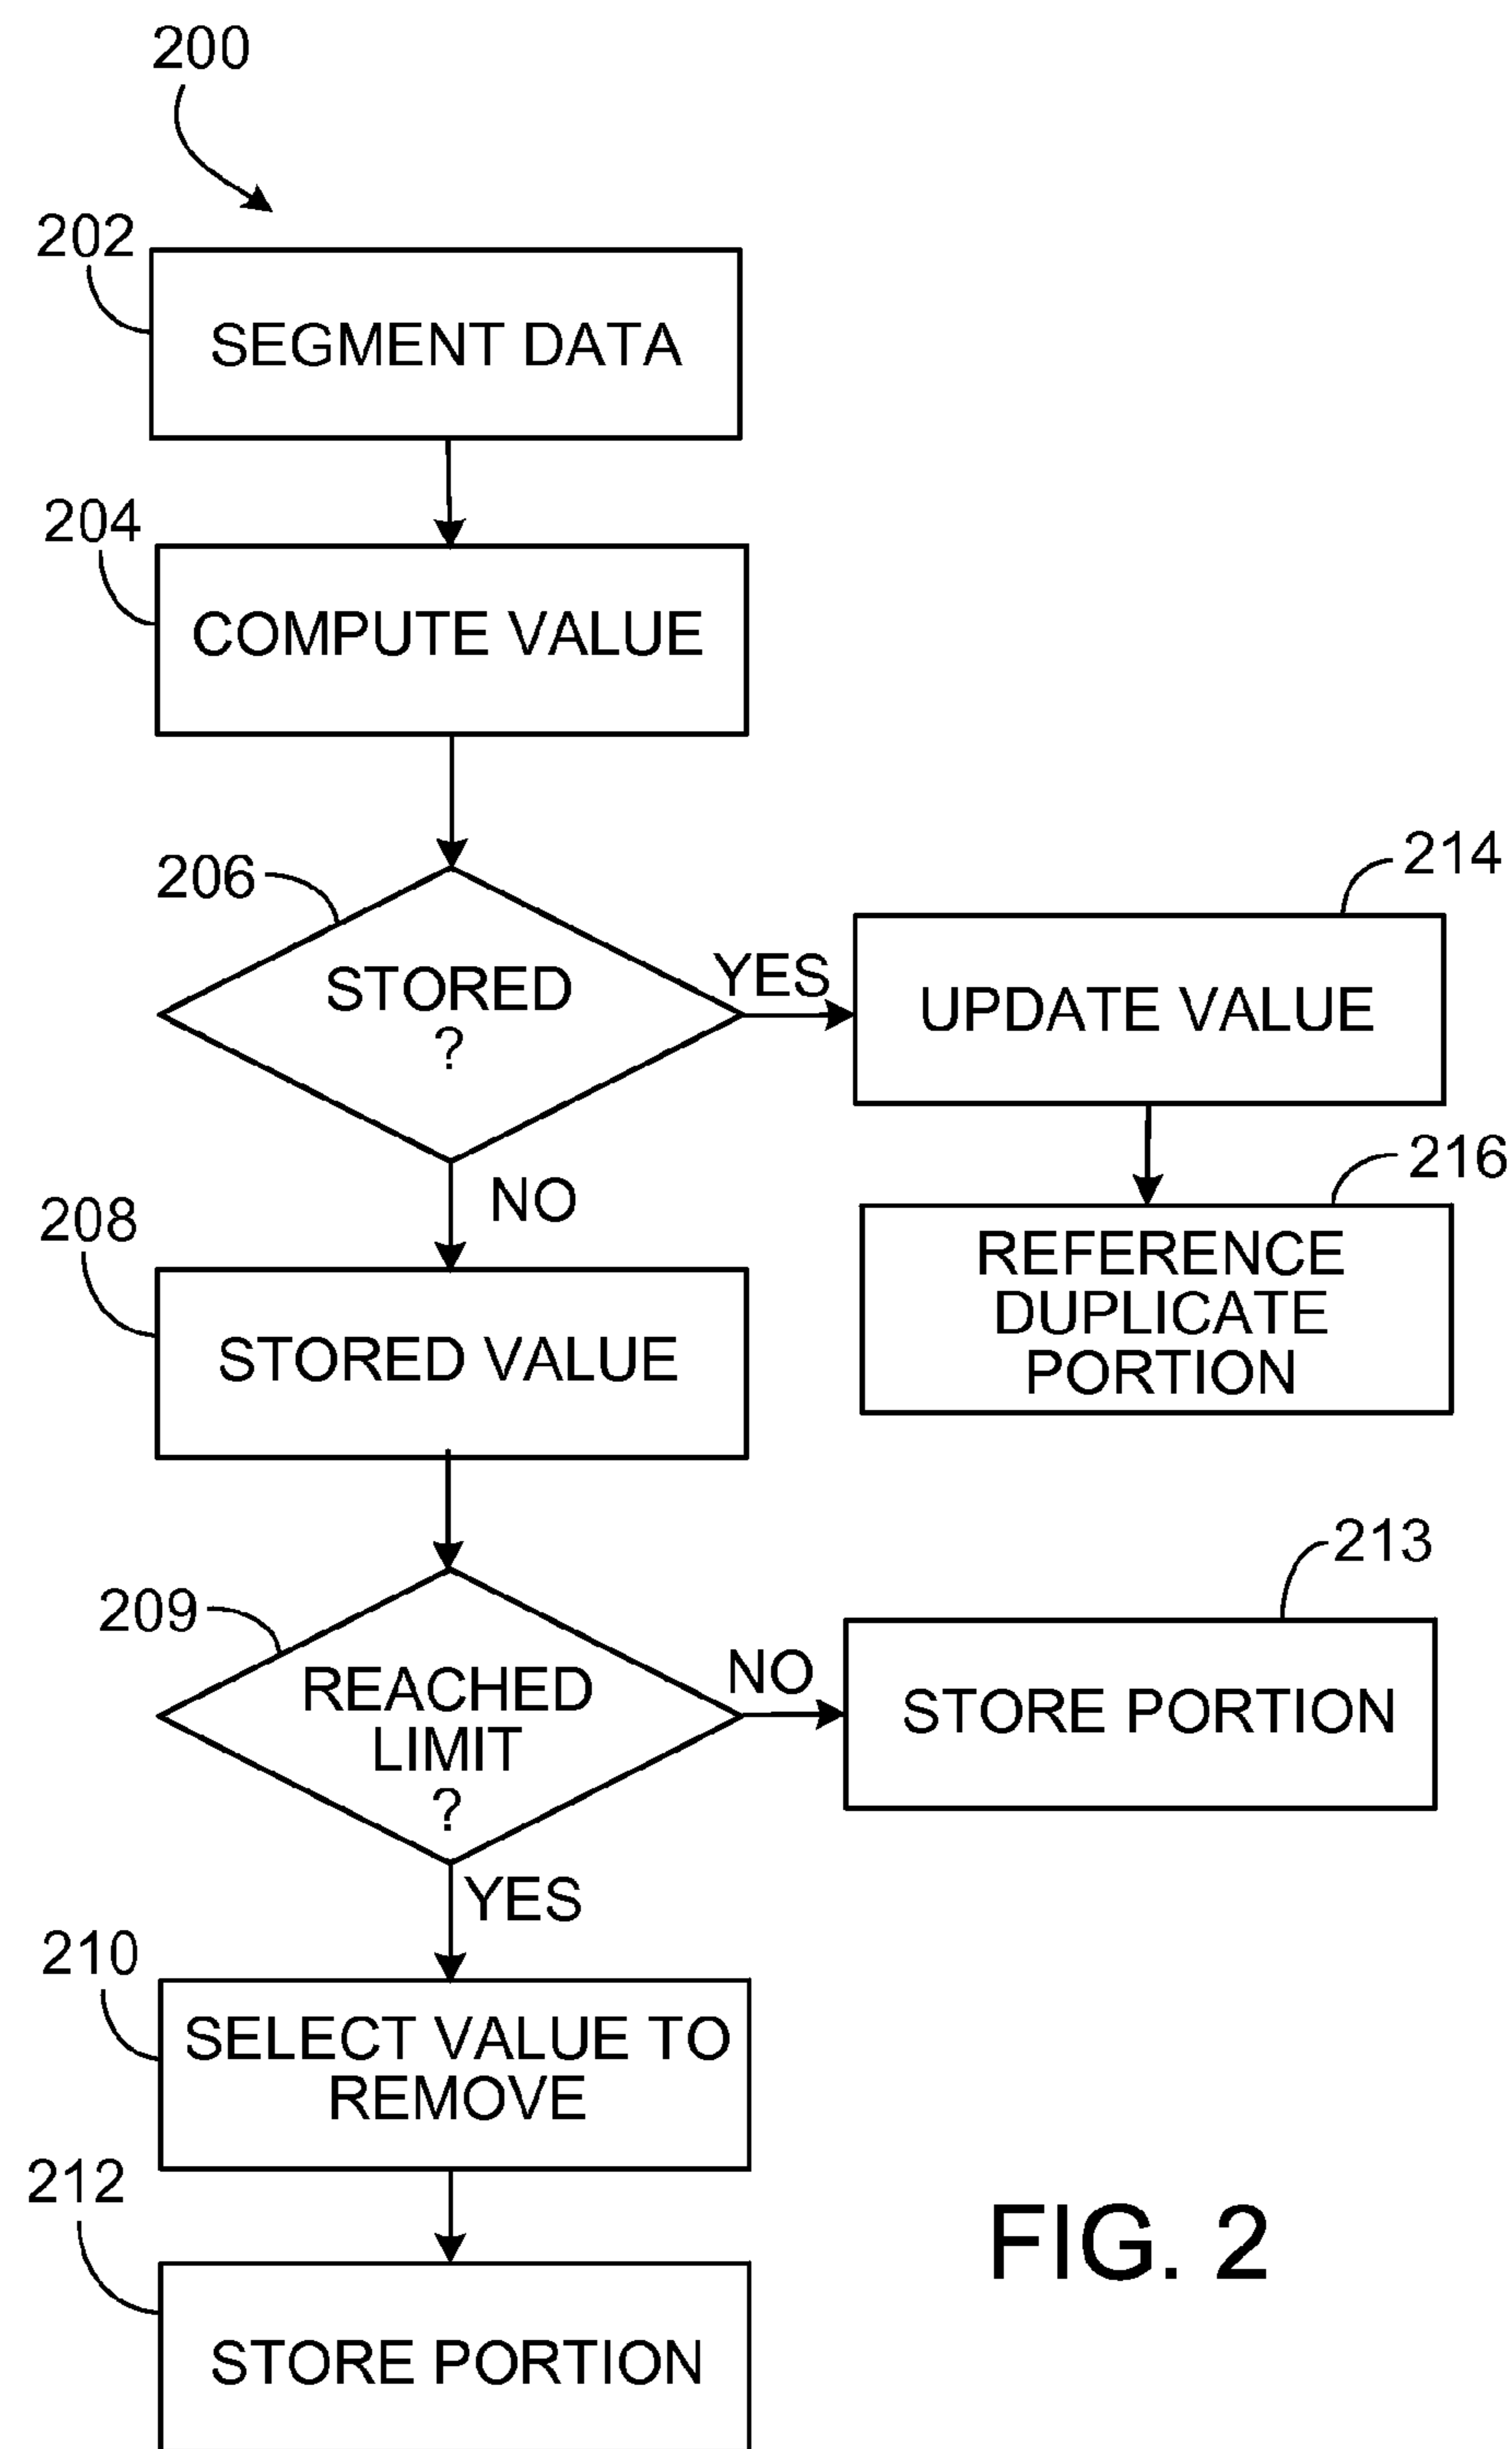 200
202
SEGMENT DATA
204
COMPUTE VALUE
206
STORED
?
YES
214
UPDATE VALUE
NO
216
REFERENCE
DUPLICATE
PORTION
208
STORED VALUE
209
REACHED
LIMIT
?
NO
213
STORE PORTION
YES
210
SELECT VALUE TO
REMOVE
212
STORE PORTION
FIG. 2